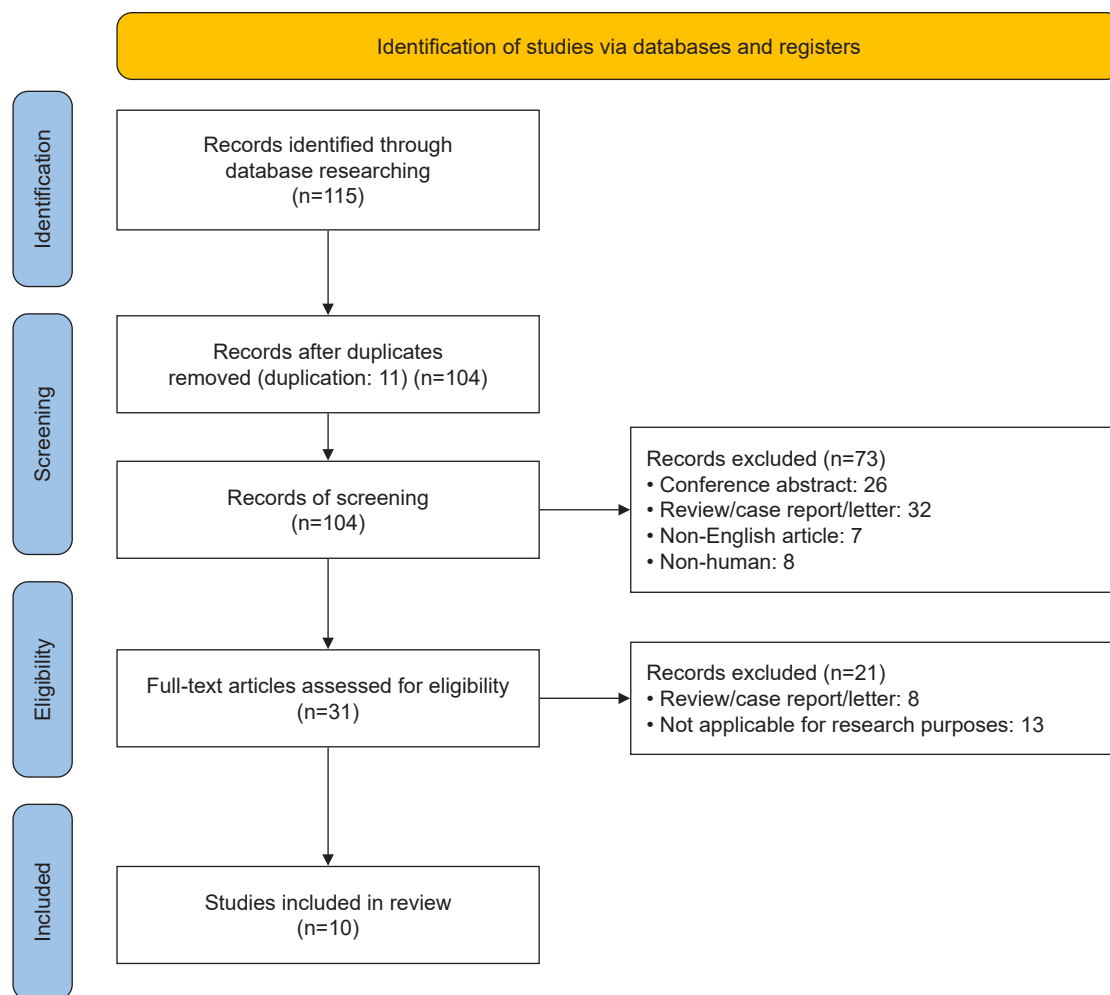 Identification of studies via databases and registers
Identification
Records identified through
database researching
(n=115)
Screening
Records after duplicates
removed (duplication: 11) (n=104)
Records of screening
(n=104)
Records excluded (n=73)
• Conference abstract: 26
• Review/case report/letter: 32
• Non-English article: 7
• Non-human: 8
Eligibility
Full-text articles assessed for eligibility
(n=31)
Records excluded (n=21)
• Review/case report/letter: 8
• Not applicable for research purposes: 13
Included
Studies included in review
(n=10)